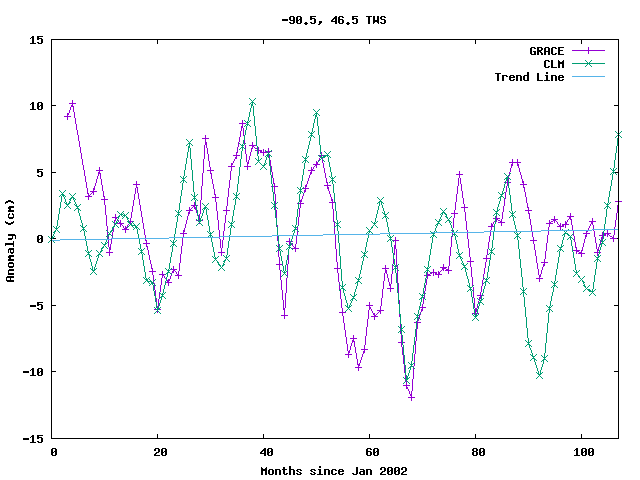 -90.5, 46.5 TWS
GRACE
CLM
Trend Line
15
10
5
0
-5
-10
-15
Anomaly (cm)
0 20 40 60 80 100
Months since Jan 2002